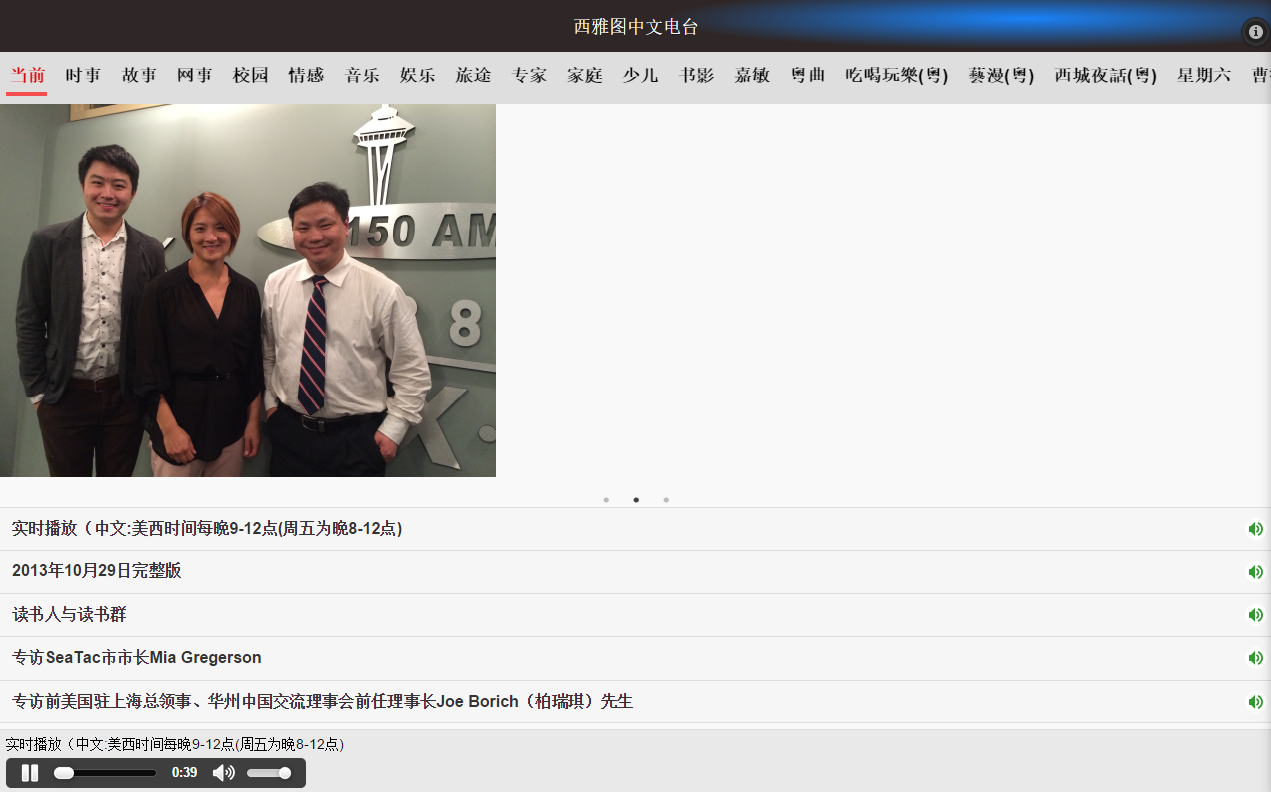 西雅图中文电台
当前 时事 故事 网事 校园 情感 音乐 娱乐 旅途 专家 家庭 少儿 书影 嘉敏 粤曲 吃喝玩樂(粵) 藝漫(粵) 西城夜話(粵) 星期六 曹
150 AM
8
实时播放（中文:美西时间每晚9-12点(周五为晚8-12点)
2013年10月29日完整版
读书人与读书群
专访SeaTac市市长Mia Gregerson
专访前美国驻上海总领事、华州中国交流理事会前任理事长Joe Borich（柏瑞琪）先生
实时播放（中文:美西时间每晚9-12点(周五为晚8-12点)
0:39